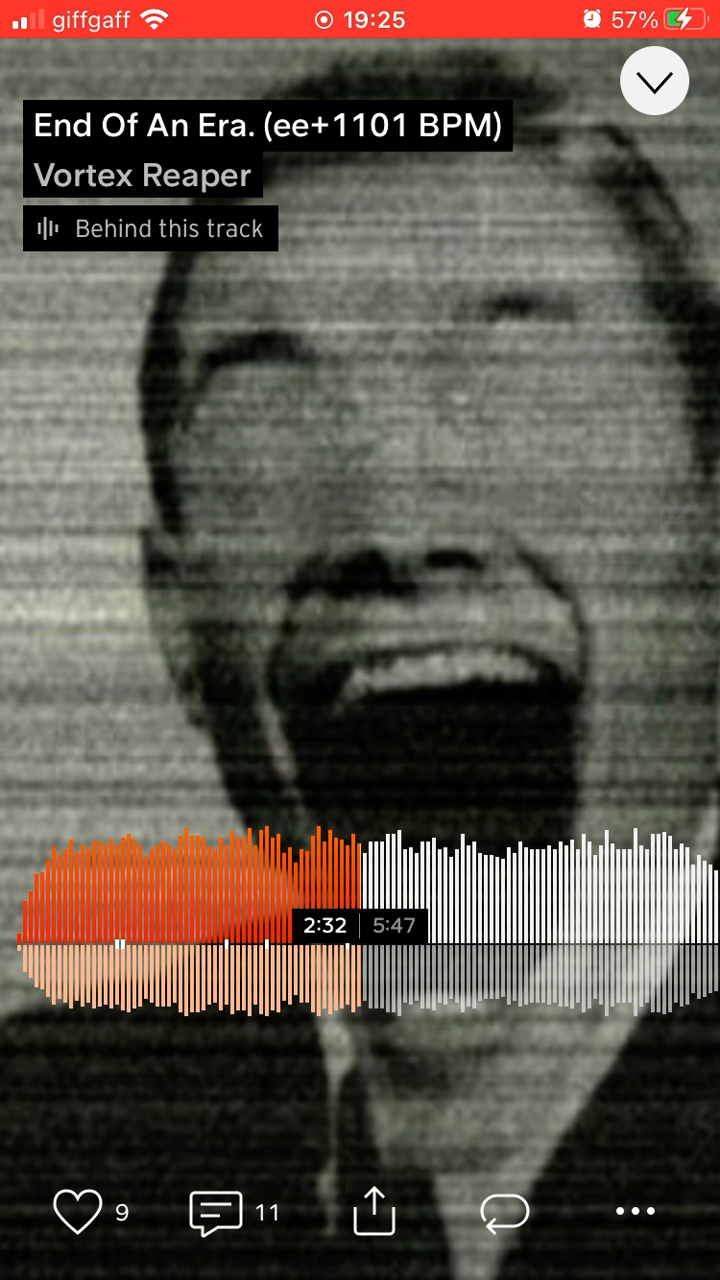 giffgaff 19:25 57%
End Of An Era. (ee+1101 BPM)
Vortex Reaper
Behind this track
2:32 5:47
9 11